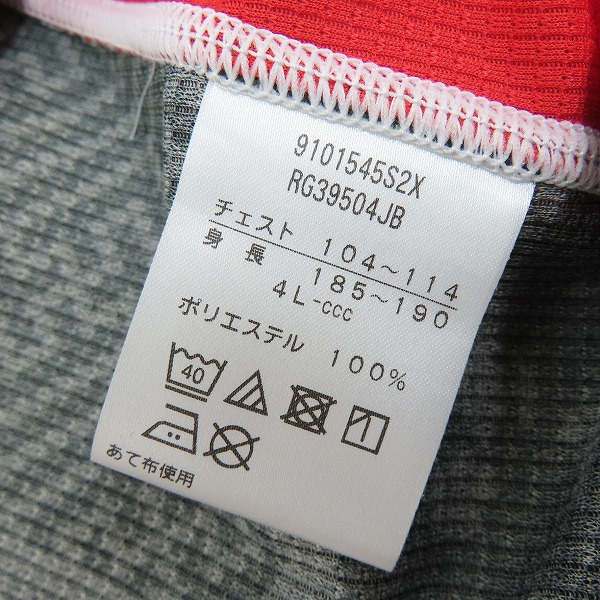 9101545S2X
RG39504JB
チェスト 104～114
身長 185～190
4L-ccc
ポリエステル 100%
40
あて布使用